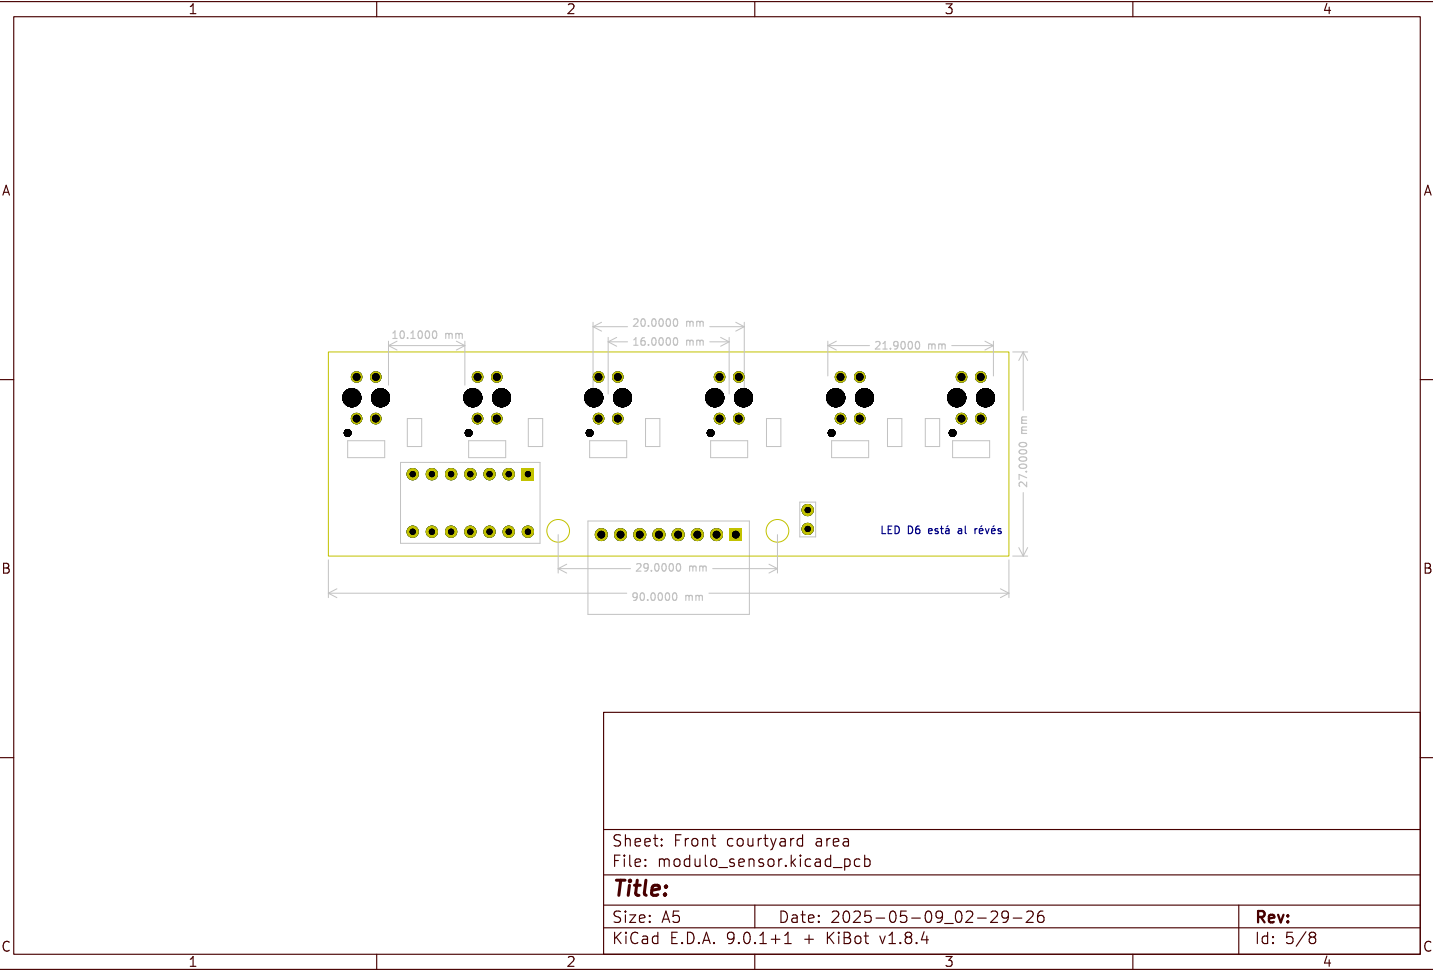 1 2 3 4
20.0000 mm
10.1000 mm
16.0000 mm
21.9000 mm
A A
27.0000 mm
LED D6 está al révés
29.0000 mm
B B
90.0000 mm
Sheet: Front courtyard area
File: modulo_sensor.kicad_pcb
Title:
Size: A5 Date: 2025-05-09_02-29-26 Rev:
KiCad E.D.A. 9.0.1+1 + KiBot v1.8.4 Id: 5/8
C C
1 2 3 4